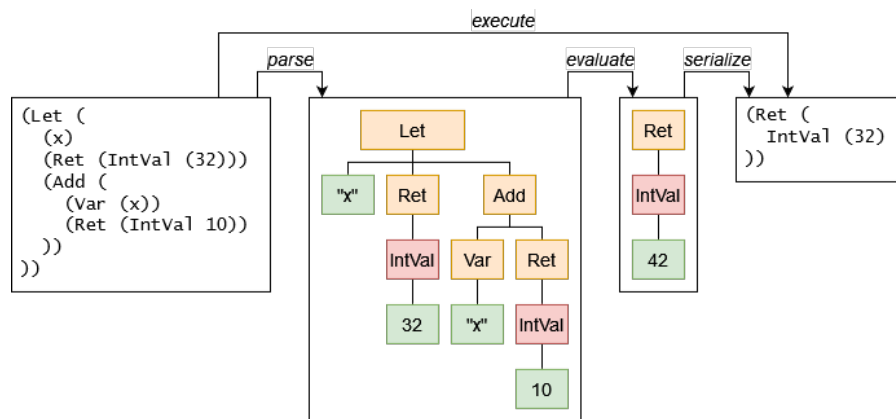 execute
parse
evaluate
serialize
(Let (
(x)
(Ret (IntVal (32)))
(Add (
(Var (x))
(Ret (IntVal 10))
))
))
Let
"x"
Ret
Add
IntVal
Var
Ret
32
"x"
IntVal
10
Ret
IntVal
42
(Ret (
IntVal (32)
))